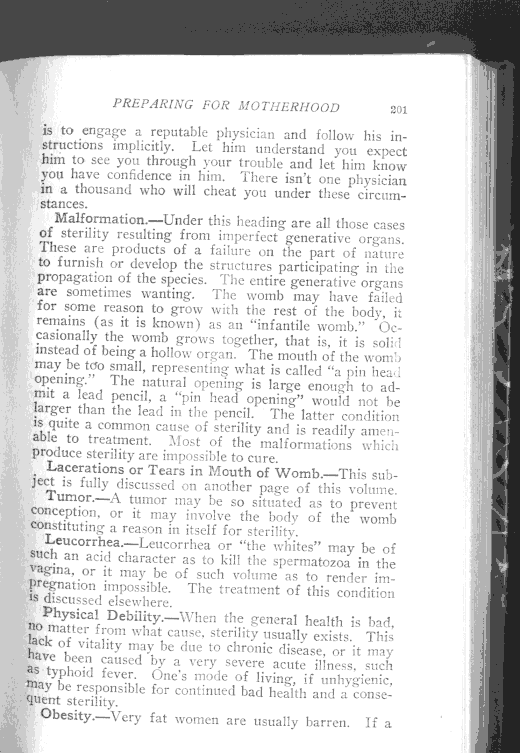 PREPARING FOR MOTHERHOOD 201
is to engage a reputable physician and follow his in-
structions implicitly. Let him understand you expect
him to see you through your trouble and let him know
you have confidence in him. There isn't one physician
in a thousand who will cheat you under these circum-
stances.
Malformation.—Under this heading are all those cases
of sterility resulting from imperfect generative organs.
These are products of a failure on the part of nature
to furnish or develop the structures participating in the
propagation of the species. The entire generative organs
are sometimes wanting. The womb may have failed
for some reason to grow with the rest of the body, it
remains (as it is known) as an "infantile womb." Oc-
casionally the womb grows together, that is, it is solid
instead of being a hollow organ. The mouth of the womb
may be too small, representing what is called "a pin head
opening." The natural opening is large enough to ad-
mit a lead pencil, a "pin head opening" would not be
larger than the lead in the pencil. The latter condition
is quite a common cause of sterility and is readily amen-
able to treatment. Most of the malformations which
produce sterility are impossible to cure.
Lacerations or Tears in Mouth of Womb.—This sub-
ject is fully discussed on another page of this volume.
Tumor.—A tumor may be so situated as to prevent
conception, or it may involve the body of the womb
constituting a reason in itself for sterility.
Leucorrhea.—Leucorrhea or "the whites" may be of
such an acid character as to kill the spermatozoa in the
vagina, or it may be of such volume as to render im-
pregnation impossible. The treatment of this condition
is discussed elsewhere.
Physical Debility.—When the general health is bad,
no matter from what cause, sterility usually exists. This
lack of vitality may be due to chronic disease, or it may
have been caused by a very severe acute illness, such
as typhoid fever. One's mode of living, if unhygienic,
may be responsible for continued bad health and a conse-
quent sterility.
Obesity.—Very fat women are usually barren. If a